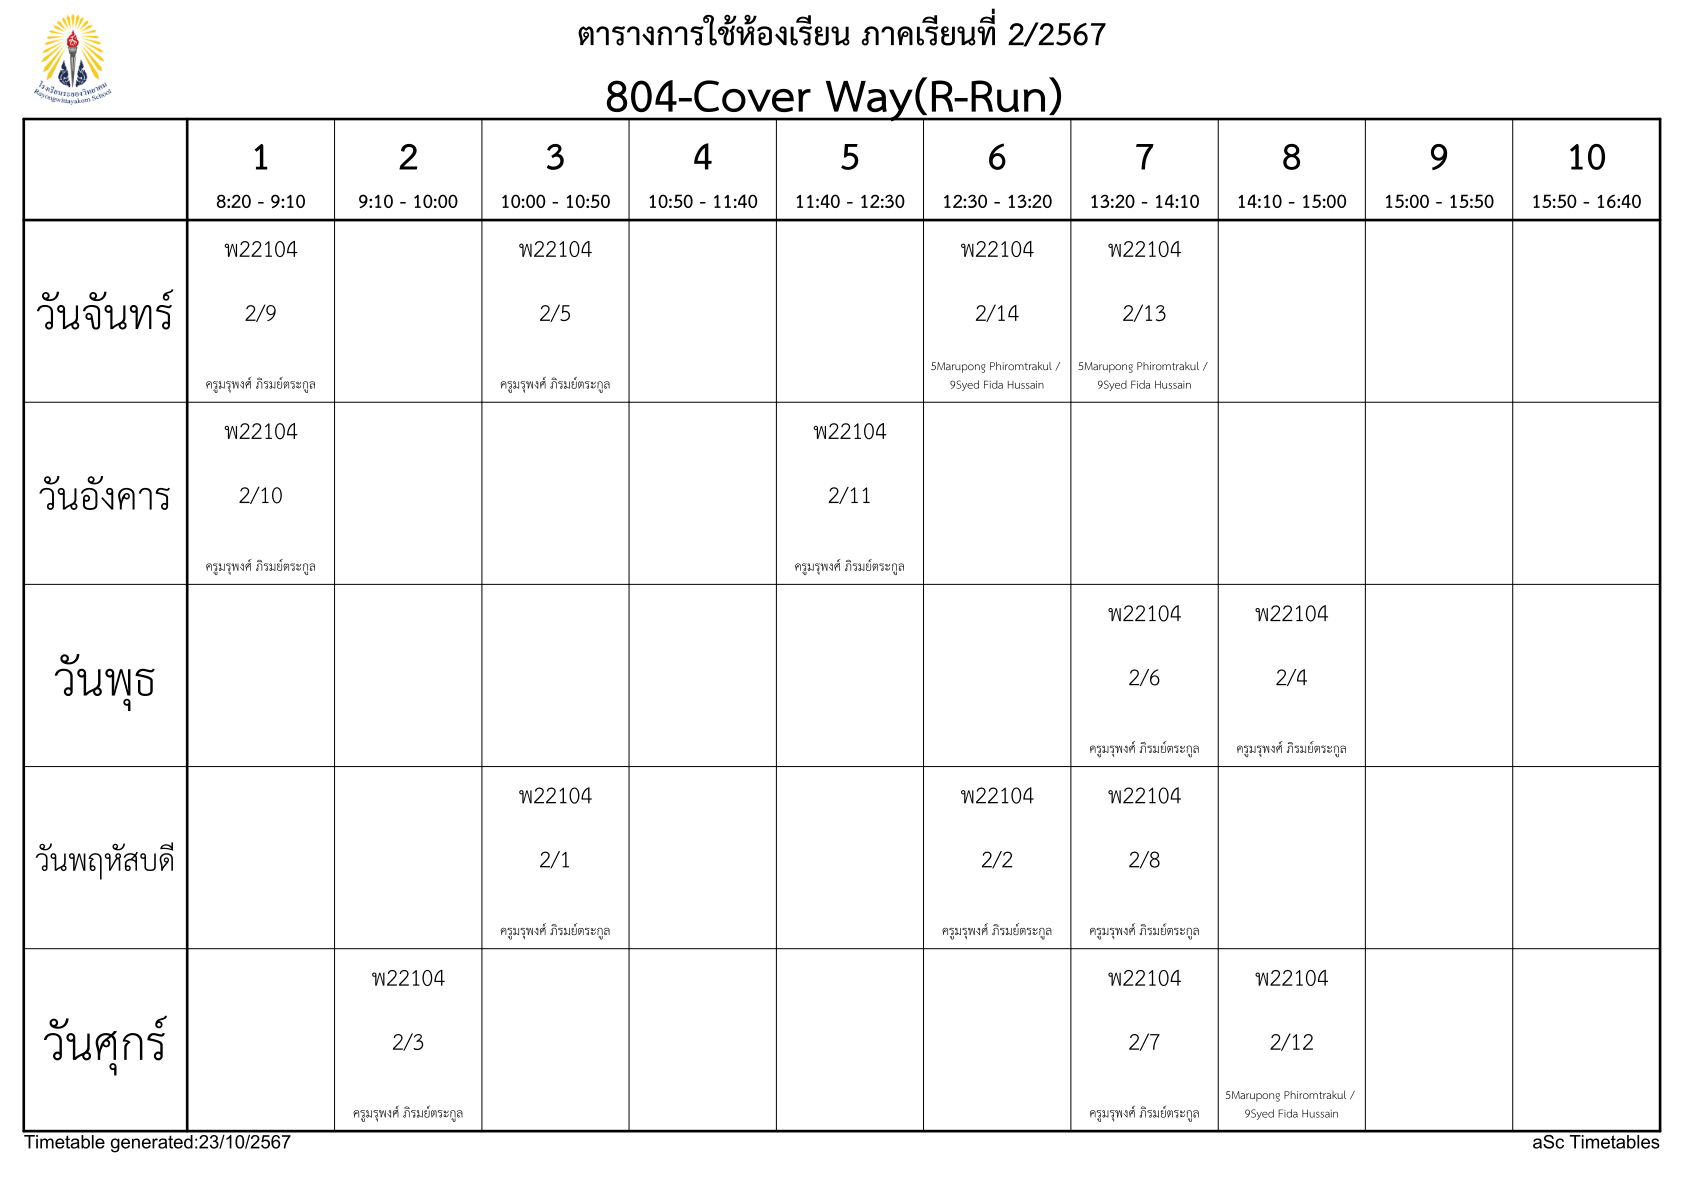 ตารางการใช้ห้องเรียน ภาคเรียนที่ 2/2567
โรงเรียนระยองวิทยาคม
Rayongwittayakom School
804-Cover Way(R-Run)
1 2 3 4 5 6 7 8 9 10
8:20 - 9:10 9:10 - 10:00 10:00 - 10:50 10:50 - 11:40 11:40 - 12:30 12:30 - 13:20 13:20 - 14:10 14:10 - 15:00 15:00 - 15:50 15:50 - 16:40
วันจันทร์
พ22104 พ22104 พ22104 พ22104
2/9 2/5 2/14 2/13
5Marupong Phiromtrakul / 5Marupong Phiromtrakul /
ครูมรุพงศ์ ภิรมย์ตระกูล ครูมรุพงศ์ ภิรมย์ตระกูล 9Syed Fida Hussain 9Syed Fida Hussain
วันอังคาร
พ22104 พ22104
2/10 2/11
ครูมรุพงศ์ ภิรมย์ตระกูล ครูมรุพงศ์ ภิรมย์ตระกูล
วันพุธ
พ22104 พ22104
2/6 2/4
ครูมรุพงศ์ ภิรมย์ตระกูล ครูมรุพงศ์ ภิรมย์ตระกูล
วันพฤหัสบดี
พ22104 พ22104 พ22104
2/1 2/2 2/8
ครูมรุพงศ์ ภิรมย์ตระกูล ครูมรุพงศ์ ภิรมย์ตระกูล ครูมรุพงศ์ ภิรมย์ตระกูล
วันศุกร์
พ22104 พ22104 พ22104
2/3 2/7 2/12
5Marupong Phiromtrakul /
ครูมรุพงศ์ ภิรมย์ตระกูล ครูมรุพงศ์ ภิรมย์ตระกูล 9Syed Fida Hussain
Timetable generated:23/10/2567 aSc Timetables